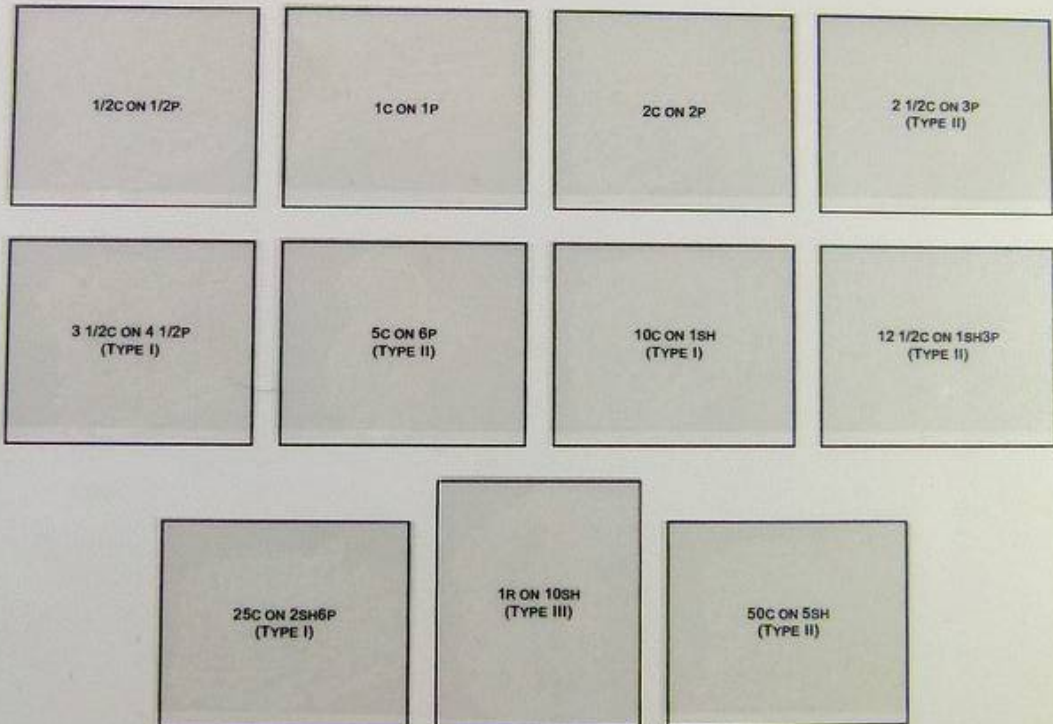 1/2C ON 1/2P.
1C ON 1P
2C ON 2P
2 1/2C ON 3P
(TYPE II)
3 1/2C ON 4 1/2P
(TYPE I)
5C ON 6P
(TYPE II)
10C ON 1SH
(TYPE I)
12 1/2C ON 1SH3P
(TYPE II)
25C ON 2SH6P
(TYPE I)
1R ON 10SH
(TYPE III)
50C ON 5SH
(TYPE II)